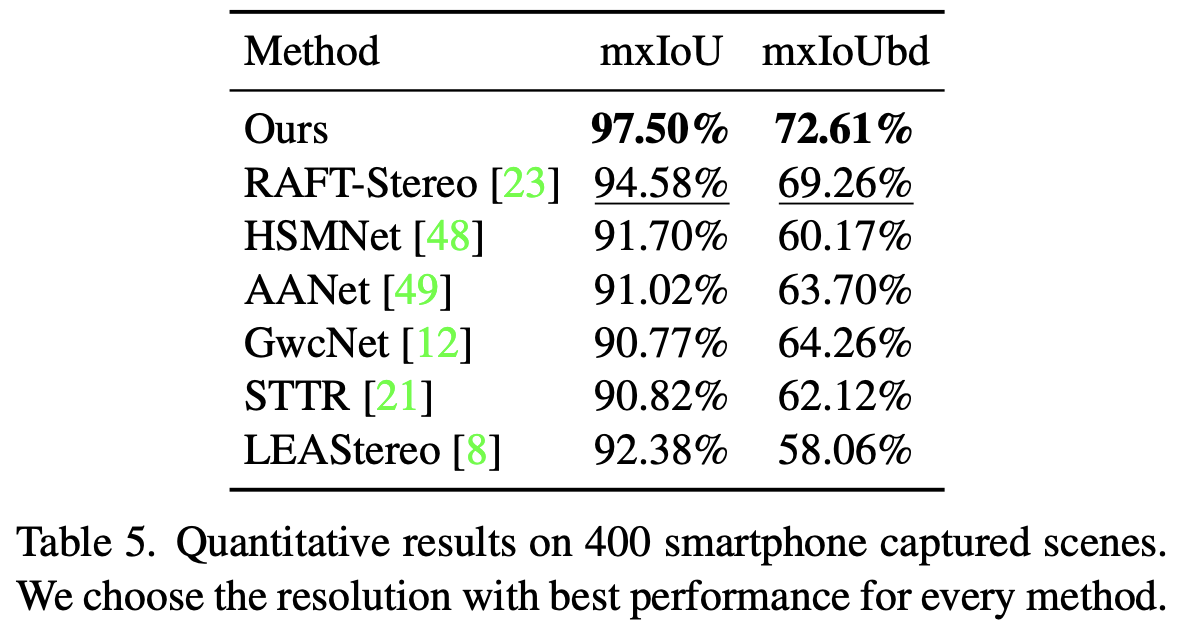 Method mxIoU mxIoUbd
Ours 97.50% 72.61%
RAFT-Stereo [23] 94.58% 69.26%
HSMNet [48] 91.70% 60.17%
AANet [49] 91.02% 63.70%
GwcNet [12] 90.77% 64.26%
STTR [21] 90.82% 62.12%
LEAStereo [8] 92.38% 58.06%
Table 5. Quantitative results on 400 smartphone captured scenes.
We choose the resolution with best performance for every method.